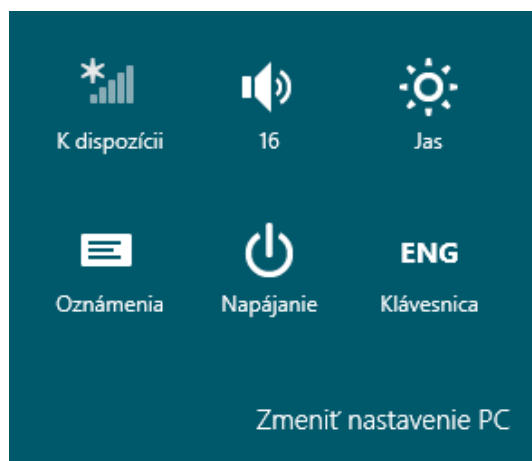 K dispozícii
16
Jas
ENG
Oznámenia
Napájanie
Klávesnica
Zmeniť nastavenie PC